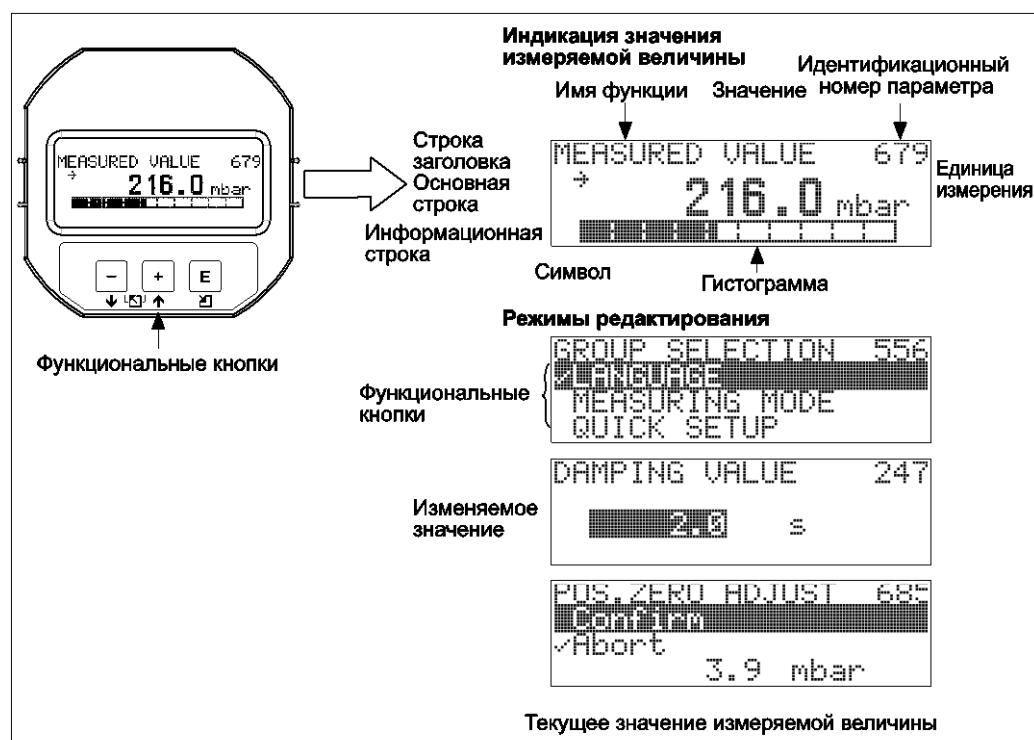 Индикация значения
измеряемой величины
Идентификационный
номер параметра
Имя функции
Значение
MEASURED VALUE 679
216.0 mbar
- + E
Функциональные кнопки
Строка
заголовка
Основная
строка
Информационная
строка
MEASURED VALUE 679
216.0 mbar
Единица
измерения
Символ
Гистограмма
Режимы редактирования
Функциональные
кнопки
GROUP SELECTION 556
✓LANGUAGE
MEASURING MODE
QUICK SETUP
Изменяемое
значение
DAMPING VALUE 247
2.0 s
POS.ZERO ADJUST 685
Confirm
✓Abort
3.9 mbar
Текущее значение измеряемой величины